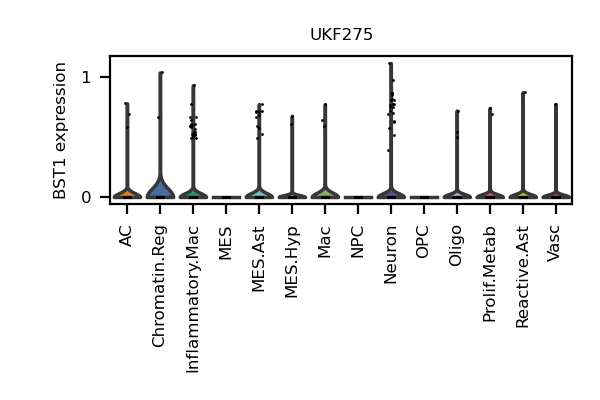 UKF275
BST1 expression
1
0
AC
Chromatin.Reg
Inflammatory.Mac
MES
MES.Ast
MES.Hyp
Mac
NPC
Neuron
OPC
Oligo
Prolif.Metab
Reactive.Ast
Vasc